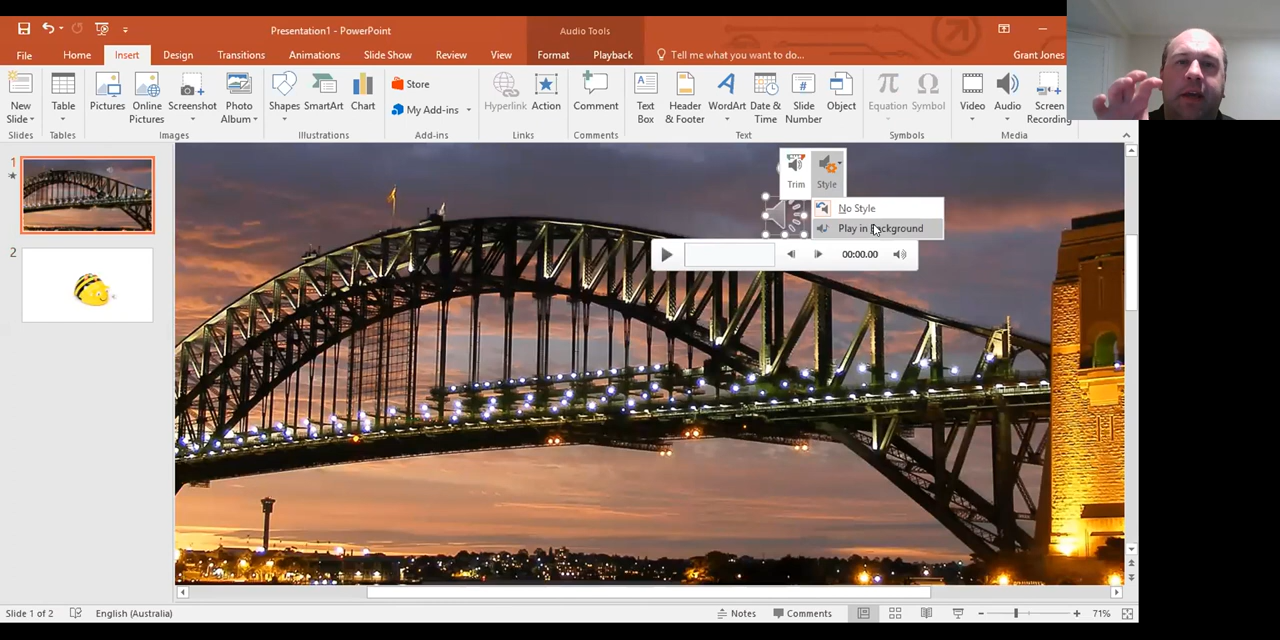 Presentation1 - PowerPoint
Audio Tools
File Home Insert Design Transitions Animations Slide Show Review View Format Playback Tell me what you want to do... Grant Jones
New Slide
Table
Pictures
Online Pictures
Screenshot
Photo Album
Shapes
SmartArt
Chart
Store
My Add-ins
Hyperlink
Action
Comment
Text Box
Header & Footer
WordArt
Date & Time
Slide Number
Object
Equation
Symbol
Video
Audio
Screen Recording
Slides Tables Images Illustrations Add-ins Links Comments Text Symbols Media
1
2
Trim
Style
No Style
Play in Background
00:00.00
Slide 1 of 2 English (Australia) Notes Comments 71%